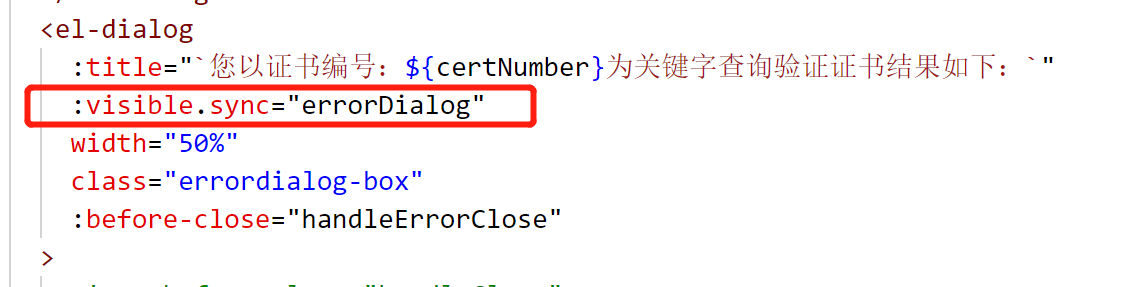 <el-dialog
:title="`您以证书编号：${certNumber}为关键字查询验证证书结果如下：`"
:visible.sync="errorDialog"
width="50%"
class="errordialog-box"
:before-close="handleErrorClose"
>